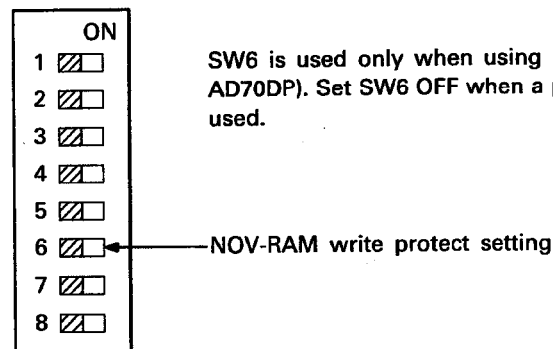 ON
1
2
3
4
5
6
7
8
SW6 is used only when using
AD70DP). Set SW6 OFF when a
used.
NOV-RAM write protect setting